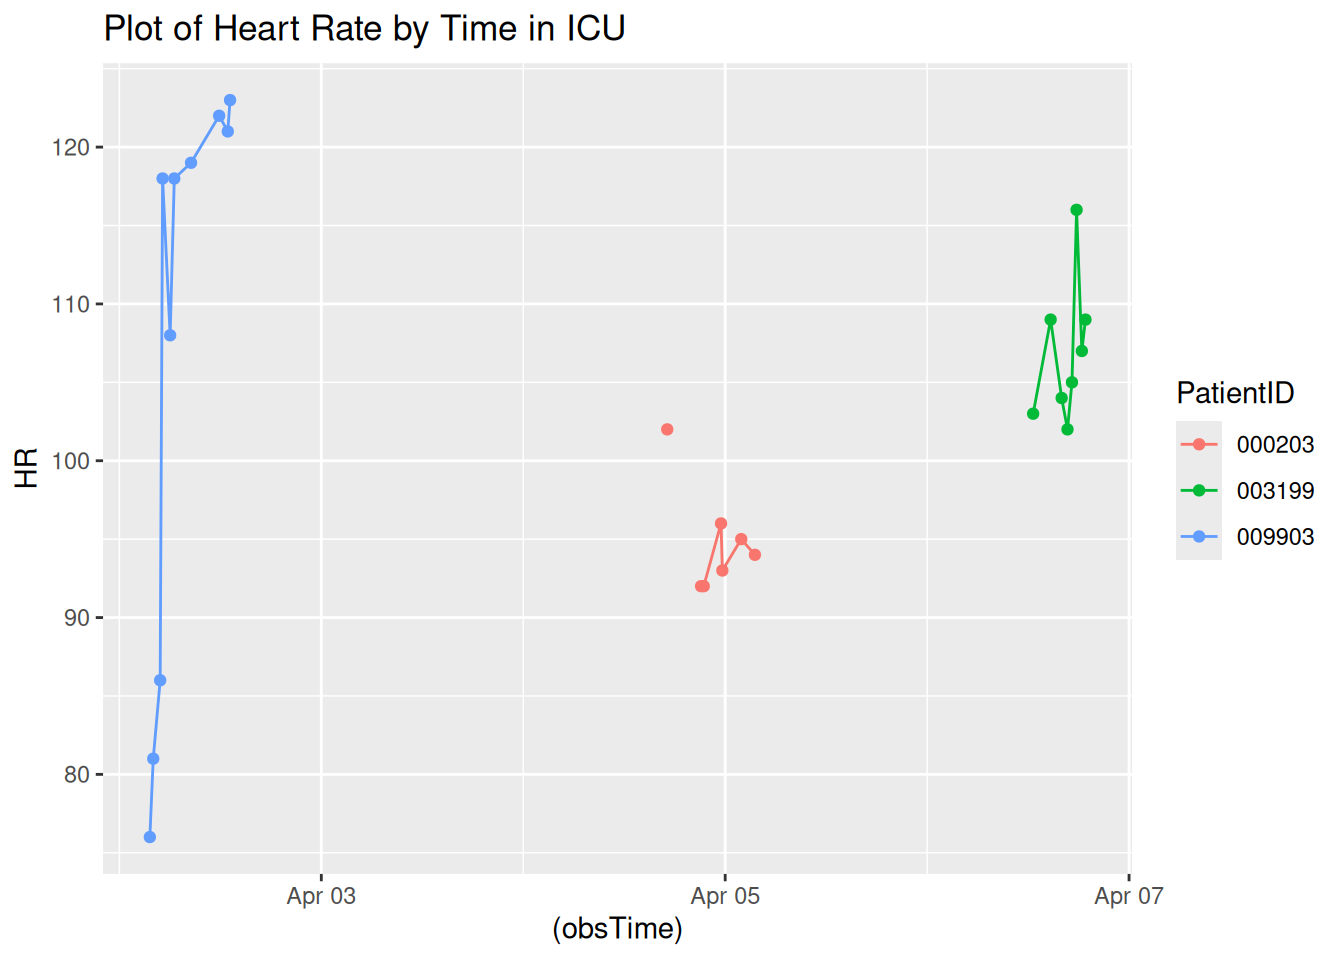 Plot of Heart Rate by Time in ICU
120
110
100
90
80
HR
Apr 03
Apr 05
Apr 07
(obsTime)
PatientID
000203
003199
009903